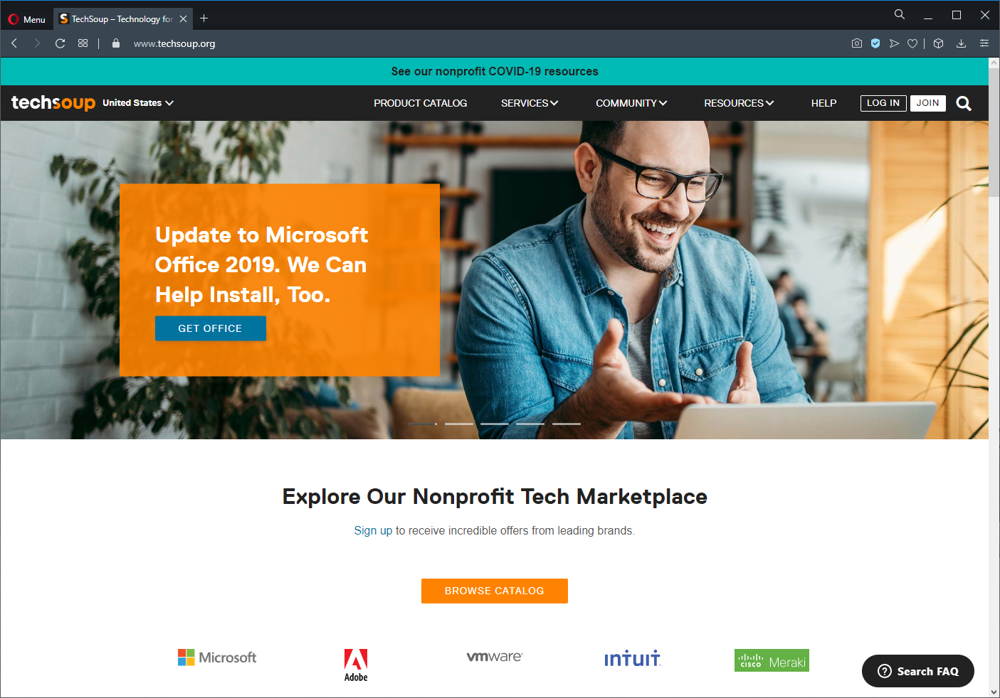 Menu
TechSoup – Technology for
www.techsoup.org
See our nonprofit COVID-19 resources
techsoup United States
PRODUCT CATALOG SERVICES COMMUNITY RESOURCES HELP LOG IN JOIN
Update to Microsoft
Office 2019. We Can
Help Install, Too.
GET OFFICE
Explore Our Nonprofit Tech Marketplace
Sign up to receive incredible offers from leading brands.
BROWSE CATALOG
Microsoft
Adobe
vmware
intuit
cisco Meraki
Search FAQ